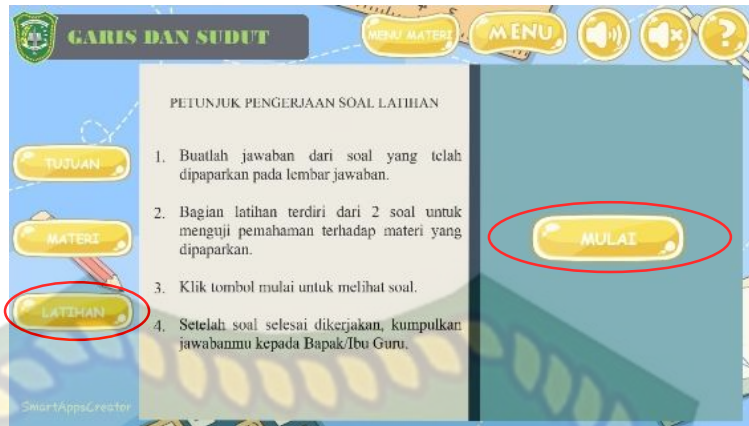 GARIS DAN SUDUT
MENU MATERI
MENU
?
PETUNJUK PENGERJAAN SOAL LATIHAN
TUJUAN
MATERI
LATIHAN
1. Buatlah jawaban dari soal yang telah
dipaparkan pada lembar jawaban.
2. Bagian latihan terdiri dari 2 soal untuk
menguji pemahaman terhadap materi yang
dipaparkan.
3. Klik tombol mulai untuk melihat soal.
4. Setelah soal selesai dikerjakan, kumpulkan
jawabanmu kepada Bapak/Ibu Guru.
MULAI
SmartAppsCreator